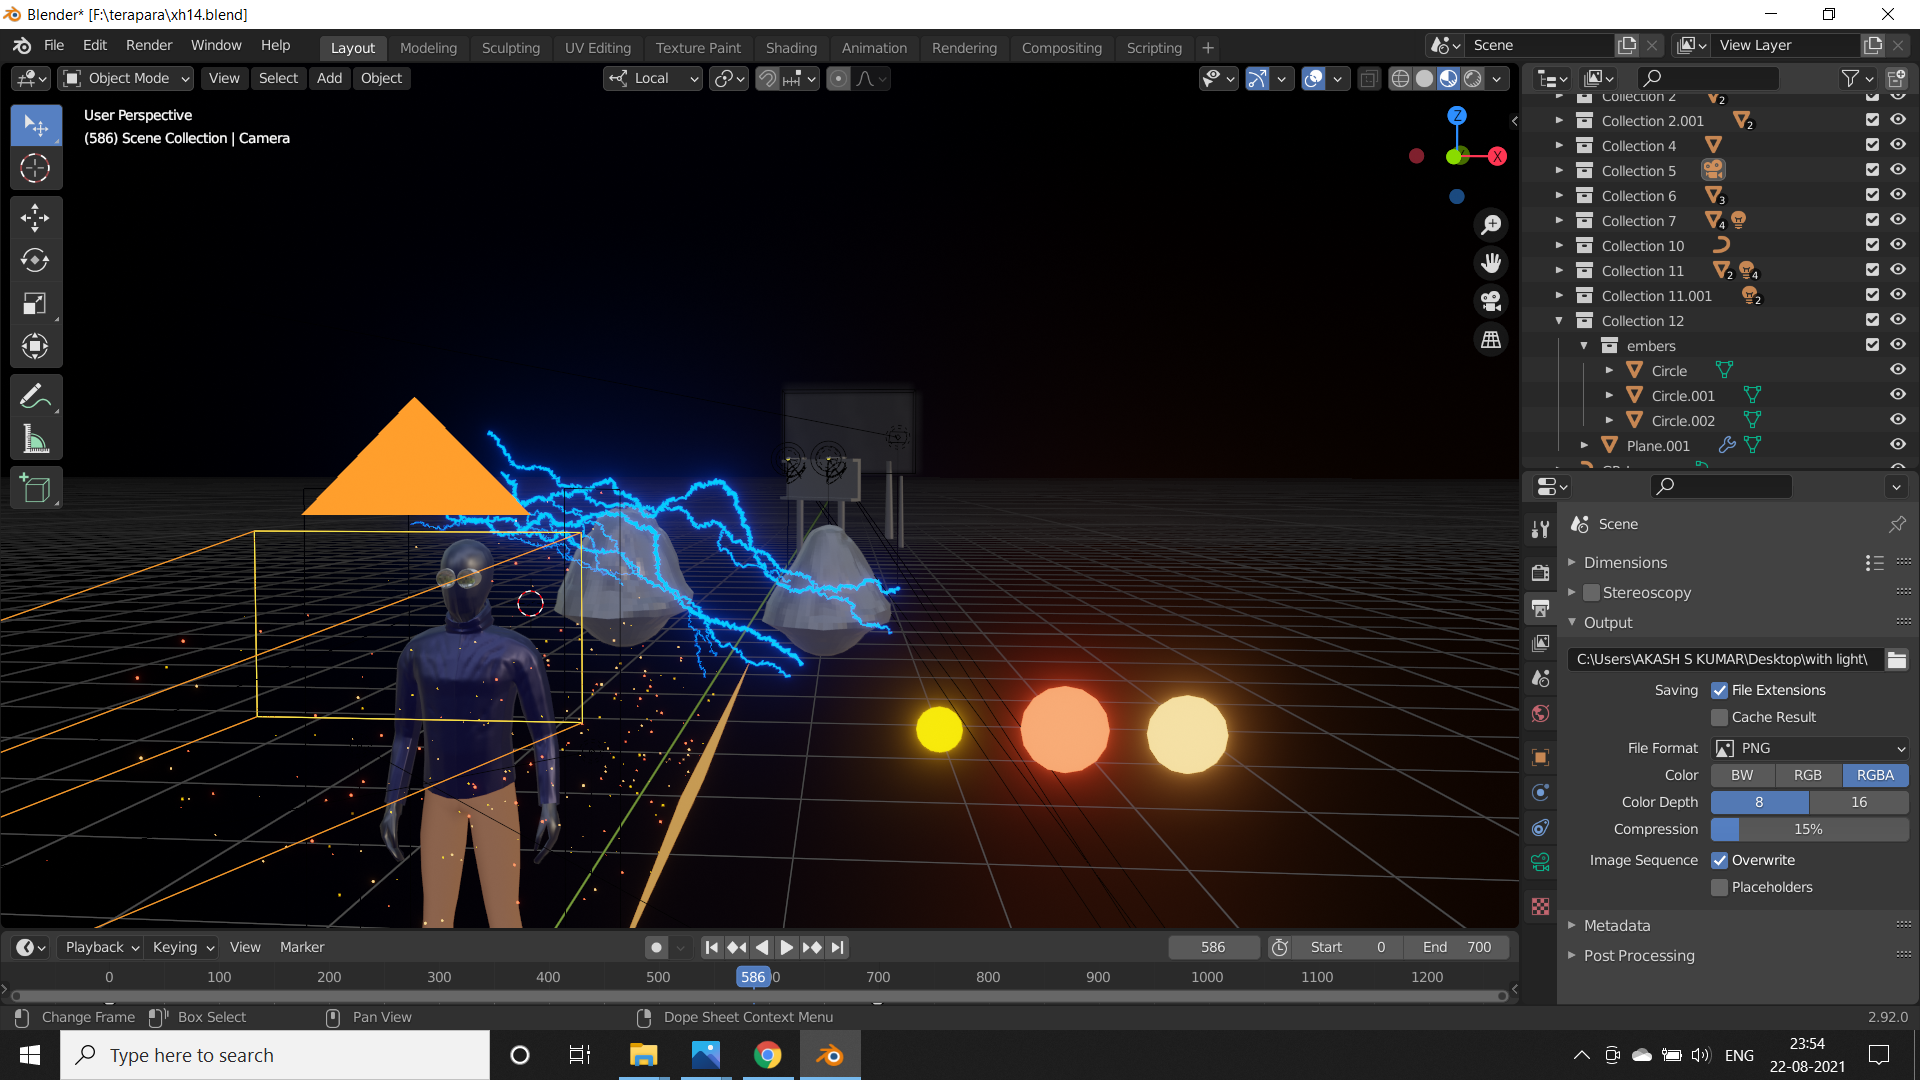 Blender* [F:\terapara\xh14.blend]
File Edit Render Window Help
Layout Modeling Sculpting UV Editing Texture Paint Shading Animation Rendering Compositing Scripting +
Scene
View Layer
Object Mode View Select Add Object
Local
User Perspective
(586) Scene Collection | Camera
Z
X
Collection 2 2
Collection 2.001 2
Collection 4
Collection 5
Collection 6 3
Collection 7 4
Collection 10
Collection 11 2 4
Collection 11.001 2
Collection 12
embers
Circle
Circle.001
Circle.002
Plane.001
Scene
Dimensions
Stereoscopy
Output
C:\Users\AKASH S KUMAR\Desktop\with light\
Saving File Extensions
Cache Result
File Format PNG
Color BW RGB RGBA
Color Depth 8 16
Compression 15%
Image Sequence Overwrite
Placeholders
Metadata
Post Processing
Playback Keying View Marker
586 Start 0 End 700
0 100 200 300 400 500 586 700 800 900 1000 1100 1200
Change Frame Box Select Pan View Dope Sheet Context Menu 2.92.0
Type here to search
ENG
23:54
22-08-2021